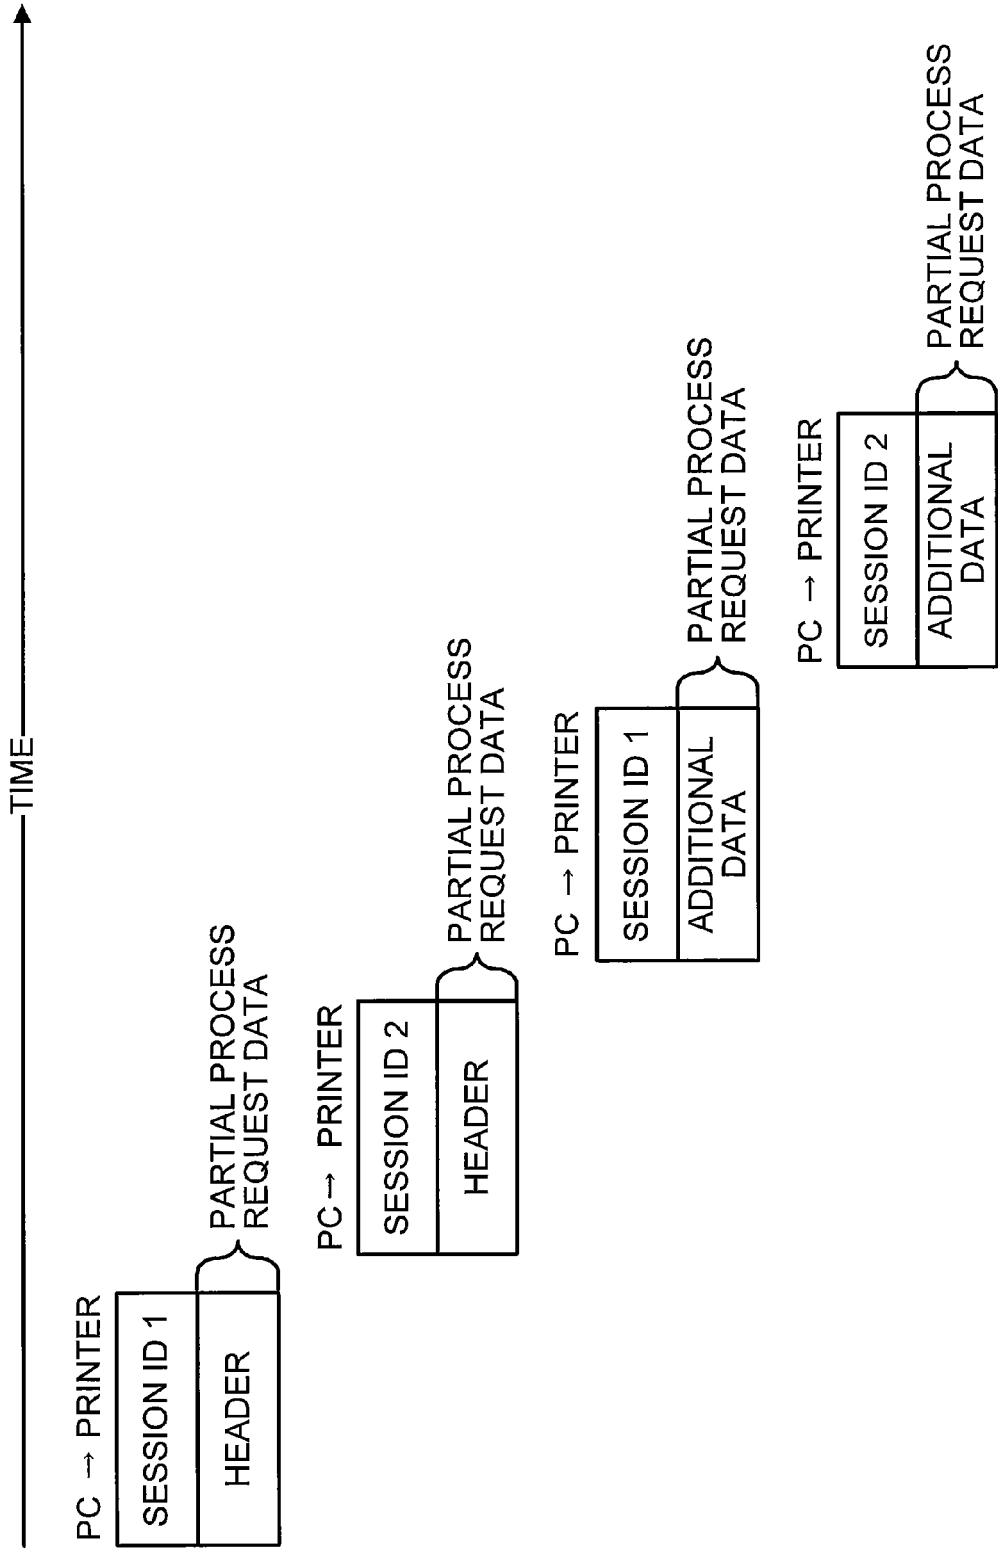 TIME
PC → PRINTER
SESSION ID 1
HEADER
PARTIAL PROCESS
REQUEST DATA
PC → PRINTER
SESSION ID 2
HEADER
PARTIAL PROCESS
REQUEST DATA
PC → PRINTER
SESSION ID 1
ADDITIONAL
DATA
PARTIAL PROCESS
REQUEST DATA
PC → PRINTER
SESSION ID 2
ADDITIONAL
DATA
PARTIAL PROCESS
REQUEST DATA